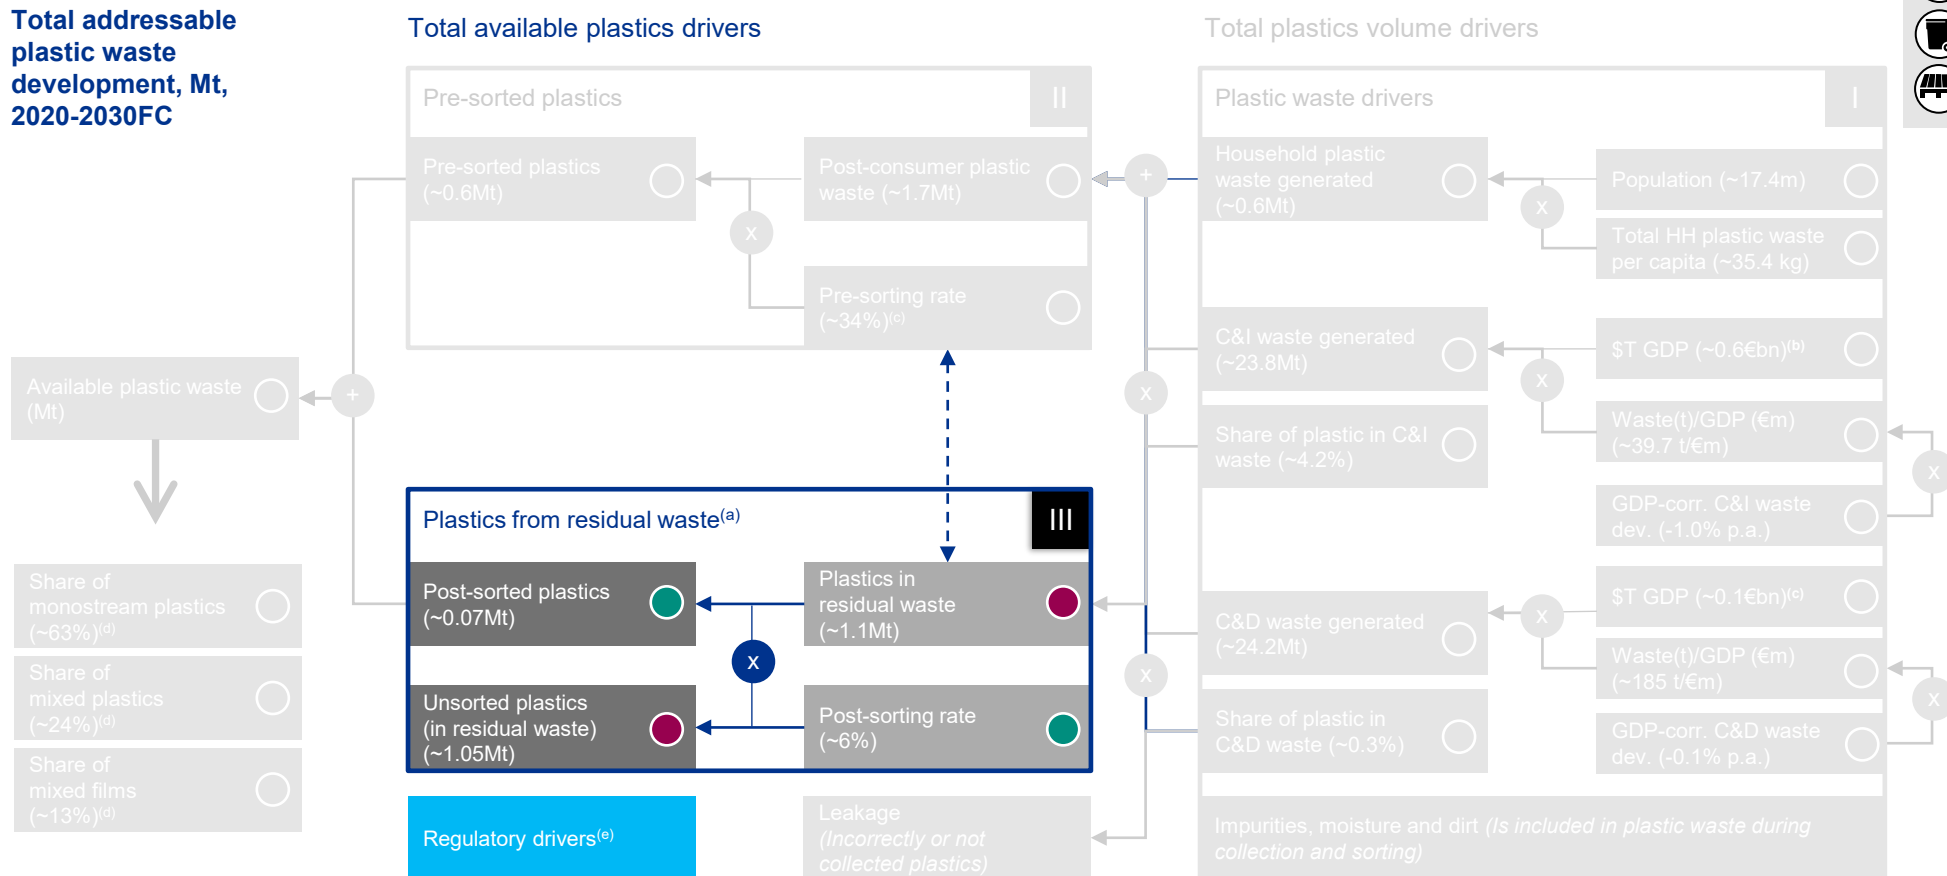 Total addressable
plastic waste
development, Mt,
2020-2030FC
Total available plastics drivers
Total plastics volume drivers
Pre-sorted plastics
II
Plastic waste drivers
I
Pre-sorted plastics
(~0.6Mt)
Post-consumer plastic
waste (~1.7Mt)
x
Pre-sorting rate
(~34%)(c)
+
Household plastic
waste generated
(~0.6Mt)
x
Population (~17.4m)
Total HH plastic waste
per capita (~35.4 kg)
C&I waste generated
(~23.8Mt)
x
$T GDP (~0.6€bn)(b)
Available plastic waste
(Mt)
+
x
Share of plastic in C&I
waste (~4.2%)
Waste(t)/GDP (€m)
(~39.7 t/€m)
x
GDP-corr. C&I waste
dev. (-1.0% p.a.)
Plastics from residual waste(a)
III
Post-sorted plastics
(~0.07Mt)
Plastics in
residual waste
(~1.1Mt)
x
Unsorted plastics
(in residual waste)
(~1.05Mt)
Post-sorting rate
(~6%)
x
Share of
monostream plastics
(~63%)(d)
Share of
mixed plastics
(~24%)(d)
Share of
mixed films
(~13%)(d)
C&D waste generated
(~24.2Mt)
x
$T GDP (~0.1€bn)(c)
Waste(t)/GDP (€m)
(~185 t/€m)
x
Share of plastic in
C&D waste (~0.3%)
GDP-corr. C&D waste
dev. (-0.1% p.a.)
Regulatory drivers(e)
Leakage
(Incorrectly or not
collected plastics)
Impurities, moisture and dirt (Is included in plastic waste during
collection and sorting)